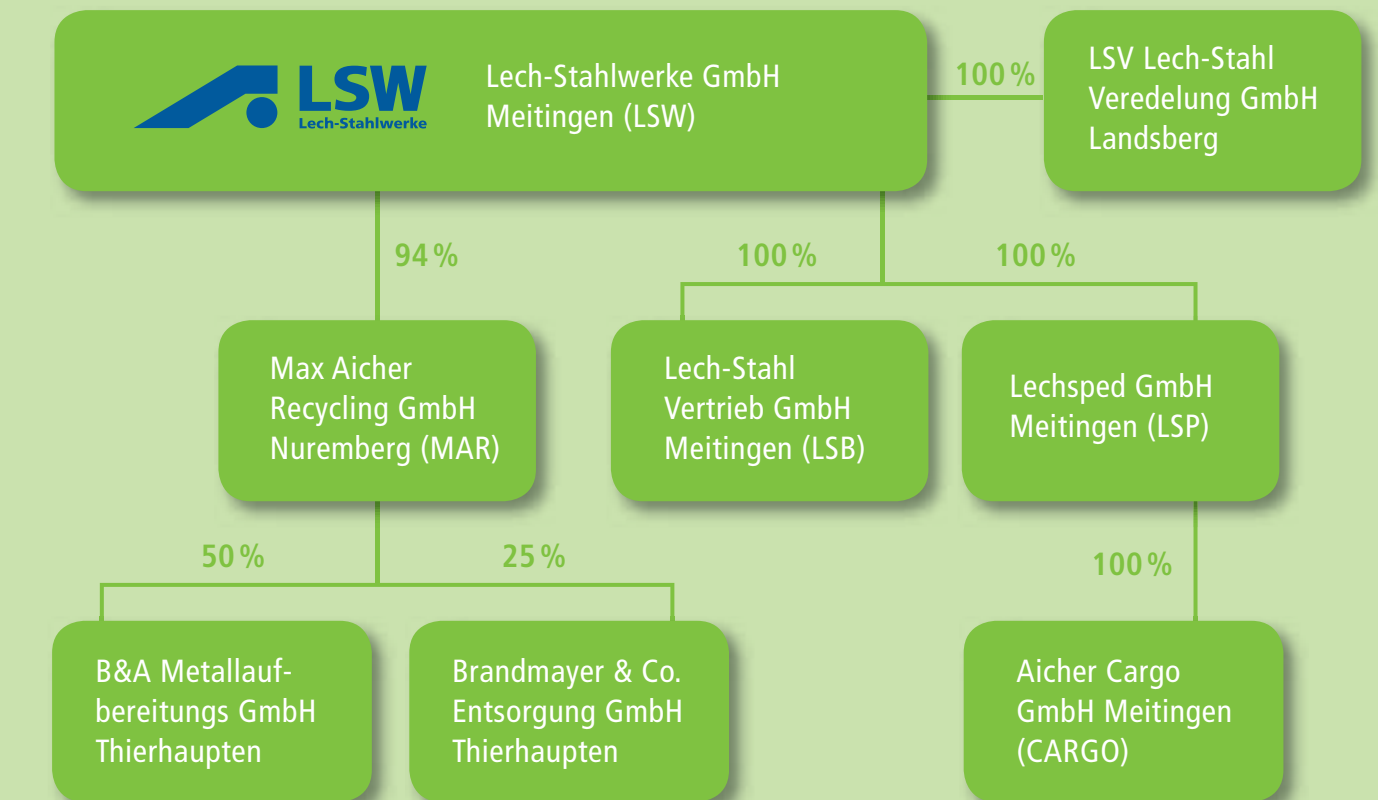 LSW
Lech-Stahlwerke
Lech-Stahlwerke GmbH
Meitingen (LSW)
100 %
LSV Lech-Stahl
Veredelung GmbH
Landsberg
94 %
100 %
100 %
Max Aicher
Recycling GmbH
Nuremberg (MAR)
Lech-Stahl
Vertrieb GmbH
Meitingen (LSB)
Lechsped GmbH
Meitingen (LSP)
50 %
25 %
100 %
B&A Metallauf-
bereitungs GmbH
Thierhaupten
Brandmayer & Co.
Entsorgung GmbH
Thierhaupten
Aicher Cargo
GmbH Meitingen
(CARGO)